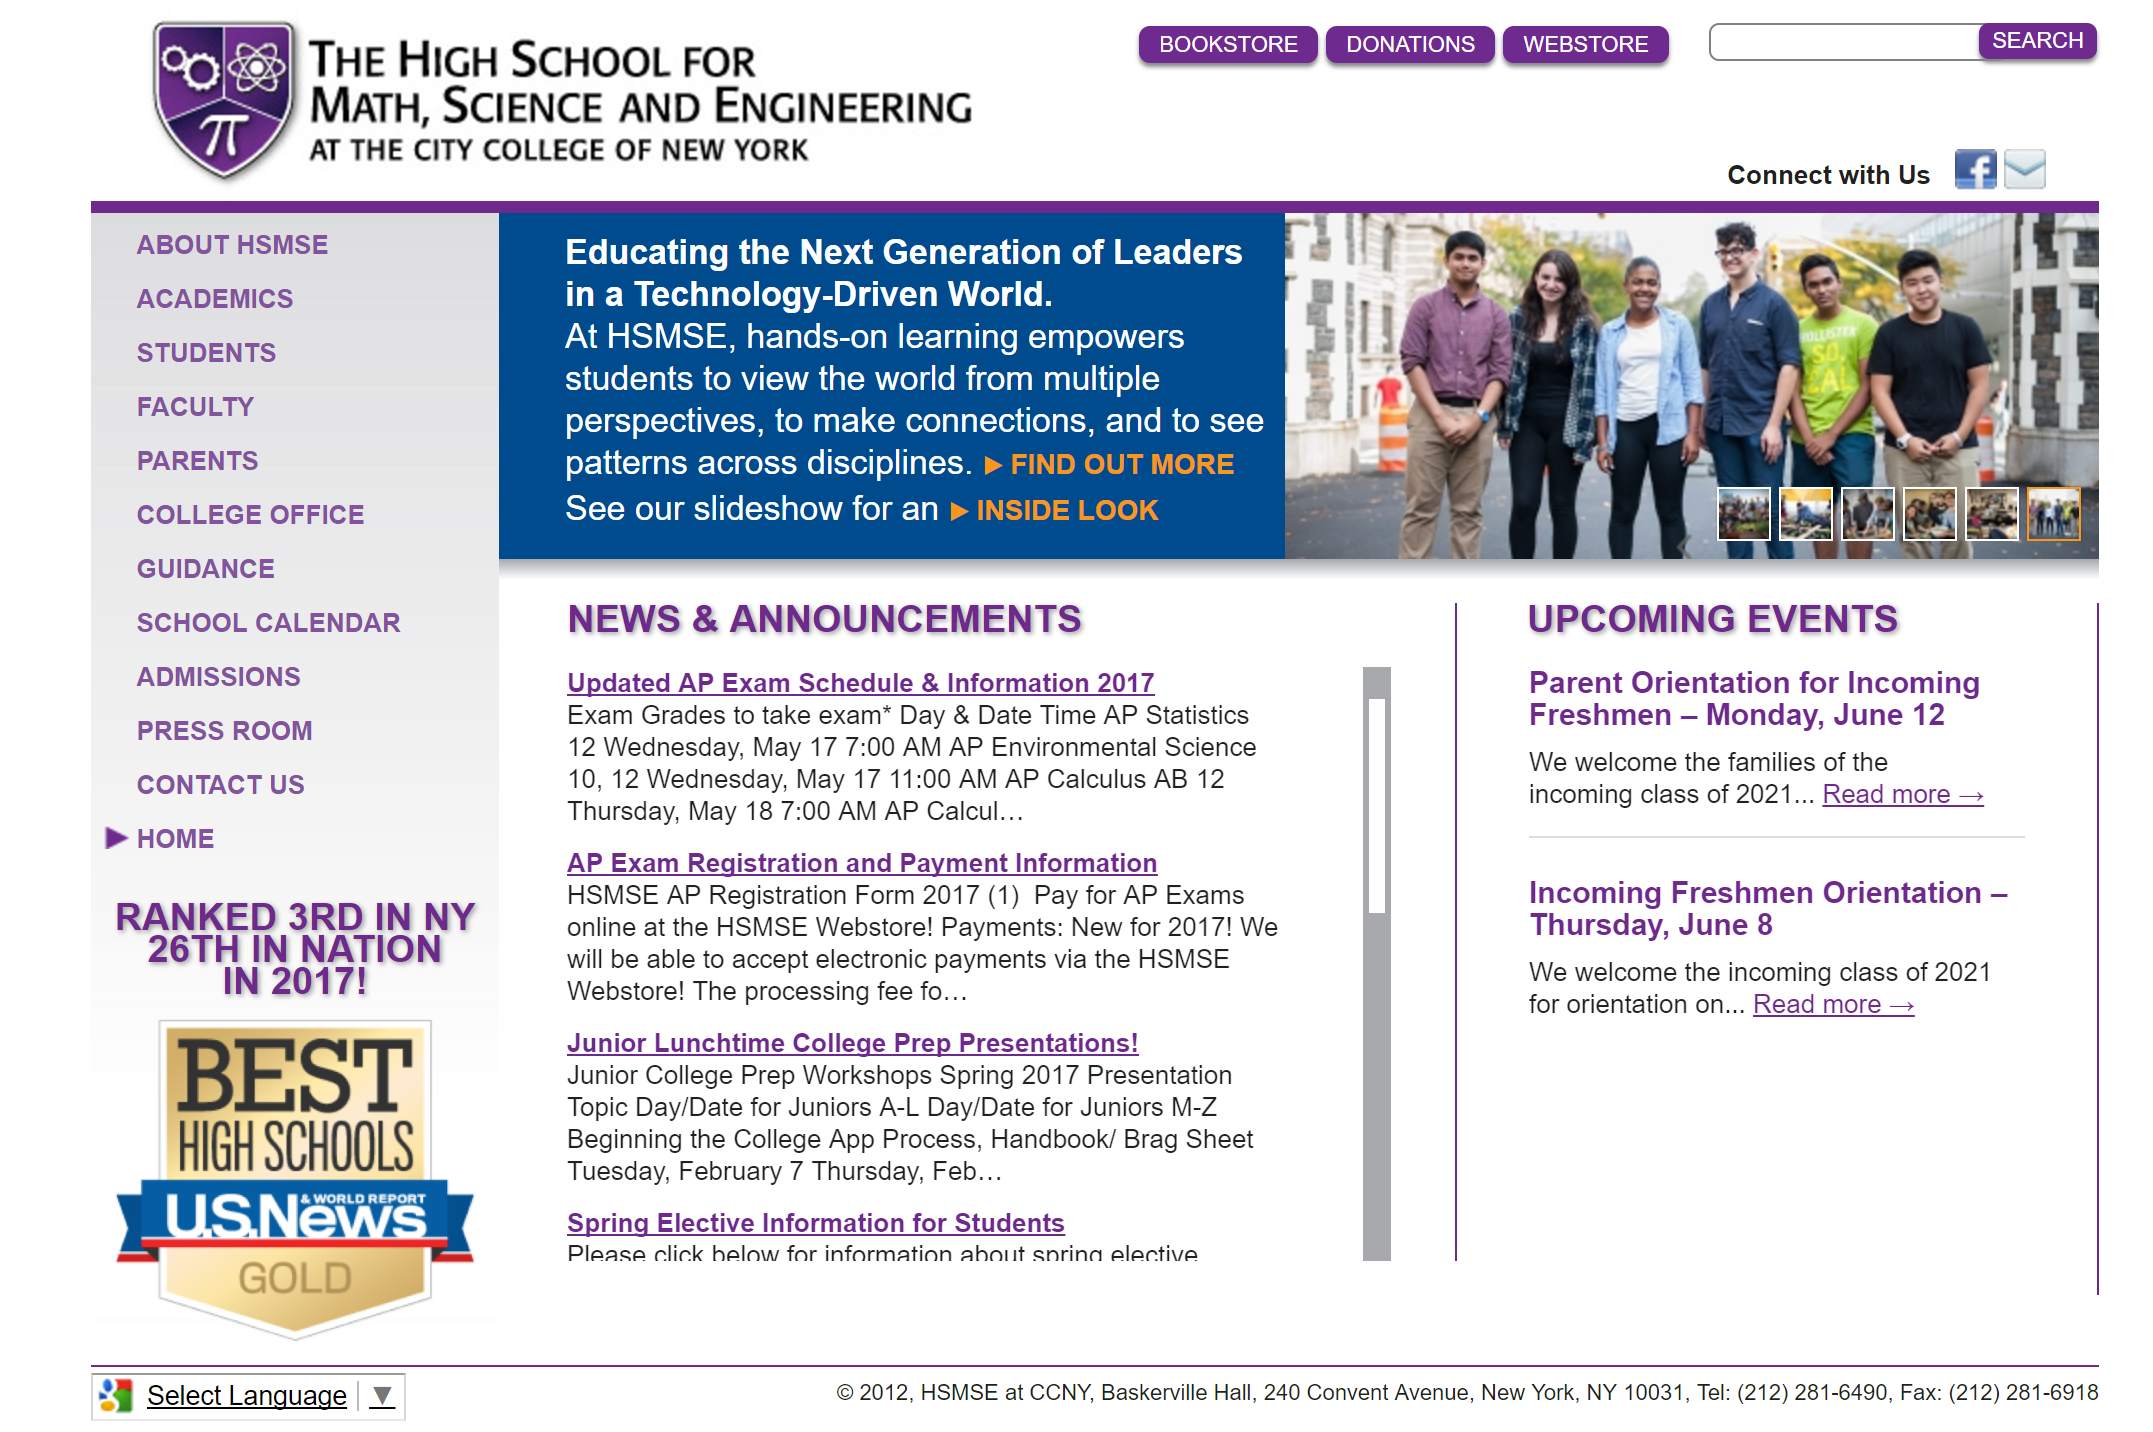 THE HIGH SCHOOL FOR
MATH, SCIENCE AND ENGINEERING
AT THE CITY COLLEGE OF NEW YORK
π
BOOKSTORE
DONATIONS
WEBSTORE
SEARCH
Connect with Us
f
ABOUT HSMSE
ACADEMICS
STUDENTS
FACULTY
PARENTS
COLLEGE OFFICE
GUIDANCE
SCHOOL CALENDAR
ADMISSIONS
PRESS ROOM
CONTACT US
HOME
RANKED 3RD IN NY
26TH IN NATION
IN 2017!
BEST
HIGH SCHOOLS
U.S.News & WORLD REPORT
GOLD
Educating the Next Generation of Leaders
in a Technology-Driven World.
At HSMSE, hands-on learning empowers
students to view the world from multiple
perspectives, to make connections, and to see
patterns across disciplines. ▶ FIND OUT MORE
See our slideshow for an ▶ INSIDE LOOK
HOLLISTER
SO.
CAL
NEWS & ANNOUNCEMENTS
Updated AP Exam Schedule & Information 2017
Exam Grades to take exam* Day & Date Time AP Statistics
12 Wednesday, May 17 7:00 AM AP Environmental Science
10, 12 Wednesday, May 17 11:00 AM AP Calculus AB 12
Thursday, May 18 7:00 AM AP Calcul…
AP Exam Registration and Payment Information
HSMSE AP Registration Form 2017 (1)  Pay for AP Exams
online at the HSMSE Webstore! Payments: New for 2017! We
will be able to accept electronic payments via the HSMSE
Webstore! The processing fee fo…
Junior Lunchtime College Prep Presentations!
Junior College Prep Workshops Spring 2017 Presentation
Topic Day/Date for Juniors A-L Day/Date for Juniors M-Z
Beginning the College App Process, Handbook/ Brag Sheet
Tuesday, February 7 Thursday, Feb…
Spring Elective Information for Students
Please click below for information about spring elective
UPCOMING EVENTS
Parent Orientation for Incoming
Freshmen – Monday, June 12
We welcome the families of the
incoming class of 2021... Read more →
Incoming Freshmen Orientation –
Thursday, June 8
We welcome the incoming class of 2021
for orientation on... Read more →
Select Language ▼
© 2012, HSMSE at CCNY, Baskerville Hall, 240 Convent Avenue, New York, NY 10031, Tel: (212) 281-6490, Fax: (212) 281-6918